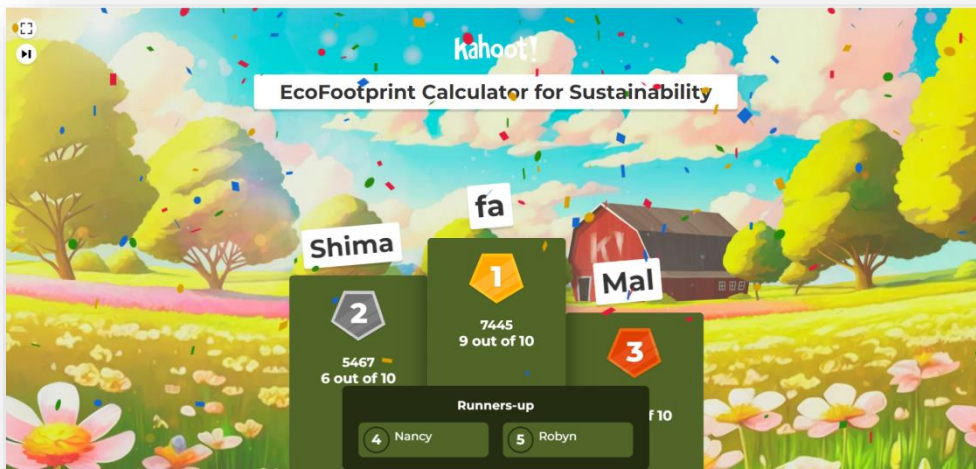 Kahoot!
EcoFootprint Calculator for Sustainability
fa
Shima
Mal
1
7445
9 out of 10
2
5467
6 out of 10
3
of 10
Runners-up
4 Nancy
5 Robyn
K!